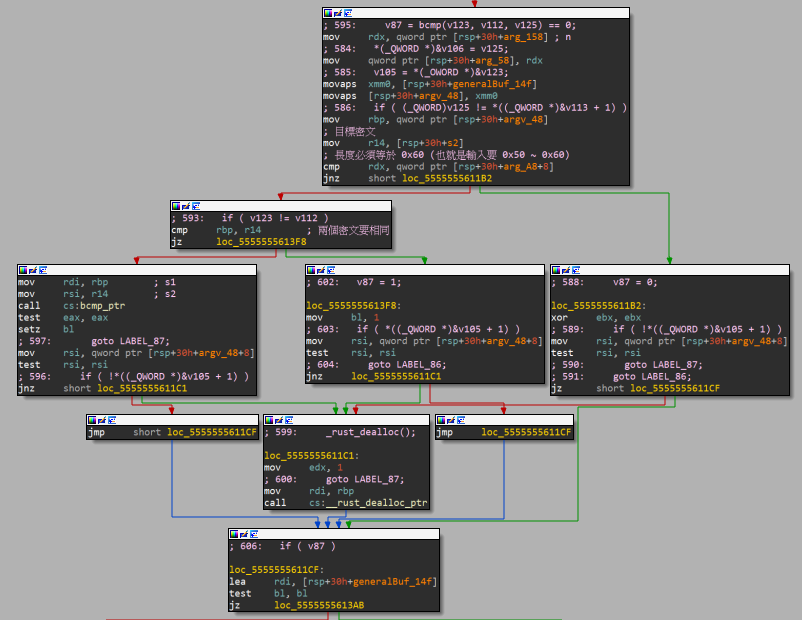 ; 595:     v87 = bcmp(v123, v112, v125) == 0;
mov     rdx, qword ptr [rsp+30h+arg_158] ; n
; 584:   *(_QWORD *)&v106 = v125;
mov     qword ptr [rsp+30h+arg_58], rdx
; 585:   v105 = *(_OWORD *)&v123;
movaps  xmm0, [rsp+30h+generalBuf_14f]
movaps  [rsp+30h+argv_48], xmm0
; 586:   if ( (_QWORD)v125 != *((_QWORD *)&v113 + 1) )
mov     rbp, qword ptr [rsp+30h+argv_48]
; 目標密文
mov     r14, [rsp+30h+s2]
; 長度必須等於 0x60 (也就是輸入要 0x50 ~ 0x60)
cmp     rdx, qword ptr [rsp+30h+arg_A8+8]
jnz     short loc_5555555611B2
; 593:   if ( v123 != v112 )
cmp     rbp, r14        ; 兩個密文要相同
jz      loc_5555555613F8
mov     rdi, rbp        ; s1
mov     rsi, r14        ; s2
call    cs:bcmp_ptr
test    eax, eax
setz    bl
; 597:       goto LABEL_87;
mov     rsi, qword ptr [rsp+30h+argv_48+8]
test    rsi, rsi
; 596:     if ( !*((_QWORD *)&v105 + 1) )
jnz     short loc_5555555611C1
; 602:   v87 = 1;
loc_5555555613F8:
mov     bl, 1
; 603:   if ( *((_QWORD *)&v105 + 1) )
mov     rsi, qword ptr [rsp+30h+argv_48+8]
test    rsi, rsi
; 604:     goto LABEL_86;
jnz     loc_5555555611C1
; 588:     v87 = 0;
loc_5555555611B2:
xor     ebx, ebx
; 589:     if ( !*((_QWORD *)&v105 + 1) )
mov     rsi, qword ptr [rsp+30h+argv_48+8]
test    rsi, rsi
; 590:       goto LABEL_87;
; 591:     goto LABEL_86;
jz      short loc_5555555611CF
jmp     short loc_5555555611CF
; 599:     _rust_dealloc();
loc_5555555611C1:
mov     edx, 1
; 600:     goto LABEL_87;
mov     rdi, rbp
call    cs:__rust_dealloc_ptr
jmp     loc_5555555611CF
; 606:   if ( v87 )
loc_5555555611CF:
lea     rdi, [rsp+30h+generalBuf_14f]
test    bl, bl
jz      loc_5555555613AB